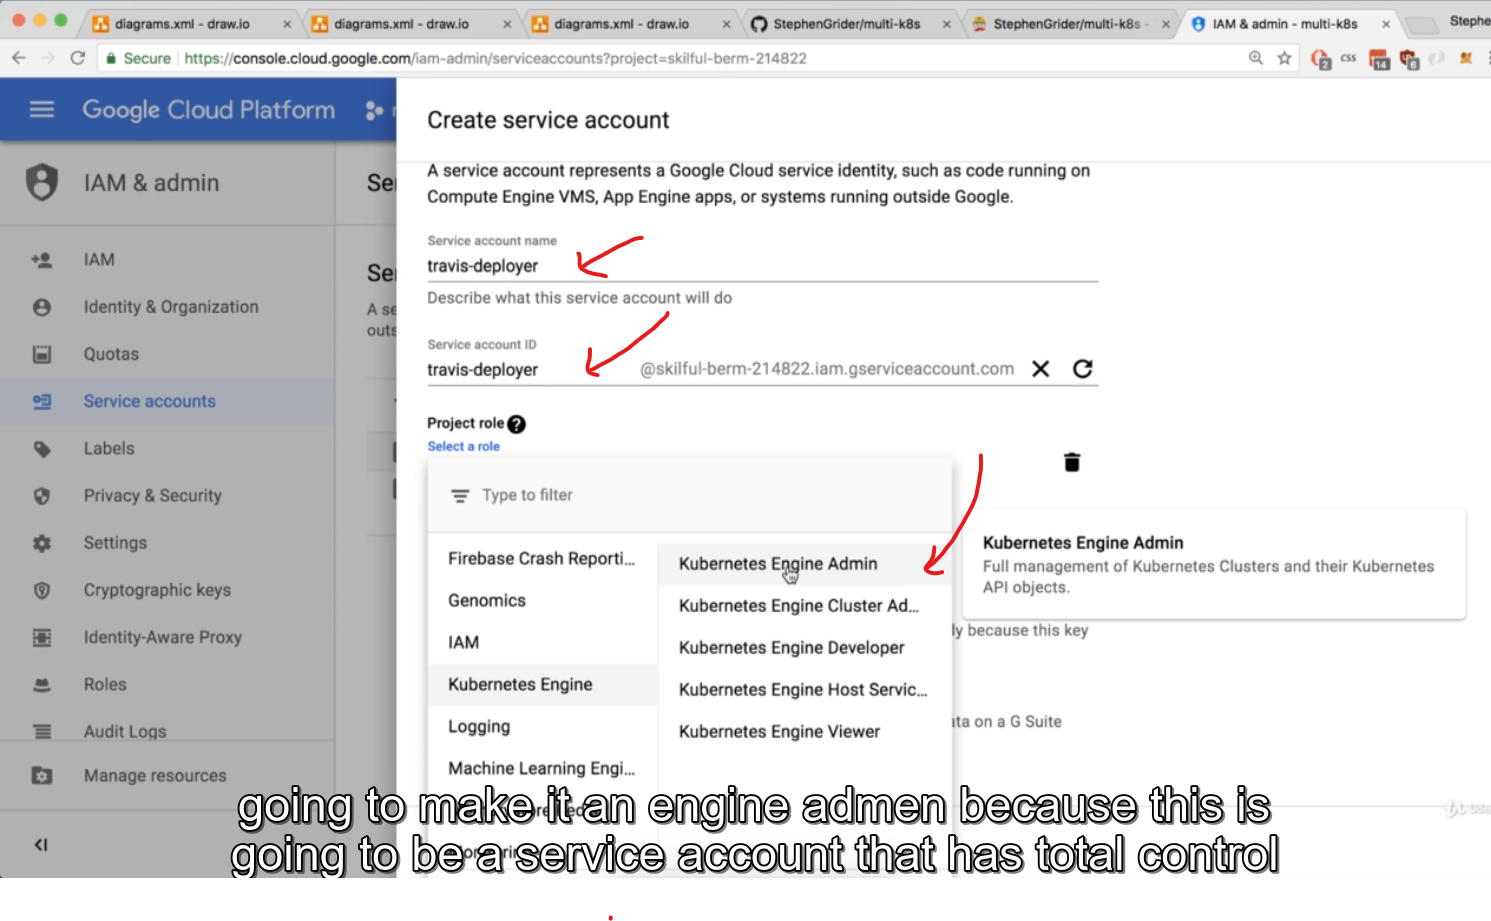 diagrams.xml - draw.io
diagrams.xml - draw.io
diagrams.xml - draw.io
StephenGrider/multi-k8s
StephenGrider/multi-k8s -
IAM & admin - multi-k8s
Stephe
Secure
https://console.cloud.google.com/iam-admin/serviceaccounts?project=skilful-berm-214822
2
CSS
14
6
Google Cloud Platform
Create service account
IAM & admin
Se
A service account represents a Google Cloud service identity, such as code running on
Compute Engine VMS, App Engine apps, or systems running outside Google.
IAM
Identity & Organization
Quotas
Service accounts
Labels
Privacy & Security
Settings
Cryptographic keys
Identity-Aware Proxy
Roles
Audit Logs
Manage resources
Se
A se
outs
Service account name
travis-deployer
Describe what this service account will do
Service account ID
travis-deployer
@skilful-berm-214822.iam.gserviceaccount.com
Project role
Select a role
Type to filter
Firebase Crash Reporti...
Genomics
IAM
Kubernetes Engine
Logging
Machine Learning Engi...
Kubernetes Engine Admin
Kubernetes Engine Cluster Ad...
Kubernetes Engine Developer
Kubernetes Engine Host Servic...
Kubernetes Engine Viewer
Kubernetes Engine Admin
Full management of Kubernetes Clusters and their Kubernetes
API objects.
ly because this key
ata on a G Suite
going to make it an engine admen because this is
going to be a service account that has total control